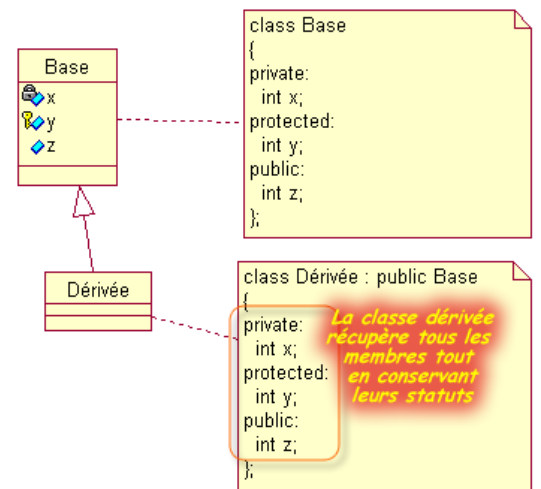 Base
x
y
z
class Base
{
private:
int x;
protected:
int y;
public:
int z;
};
Dérivée
class Dérivée : public Base
{
private:
int x;
protected:
int y;
public:
int z;
};
La classe dérivée
récupère tous les
membres tout
en conservant
leurs statuts